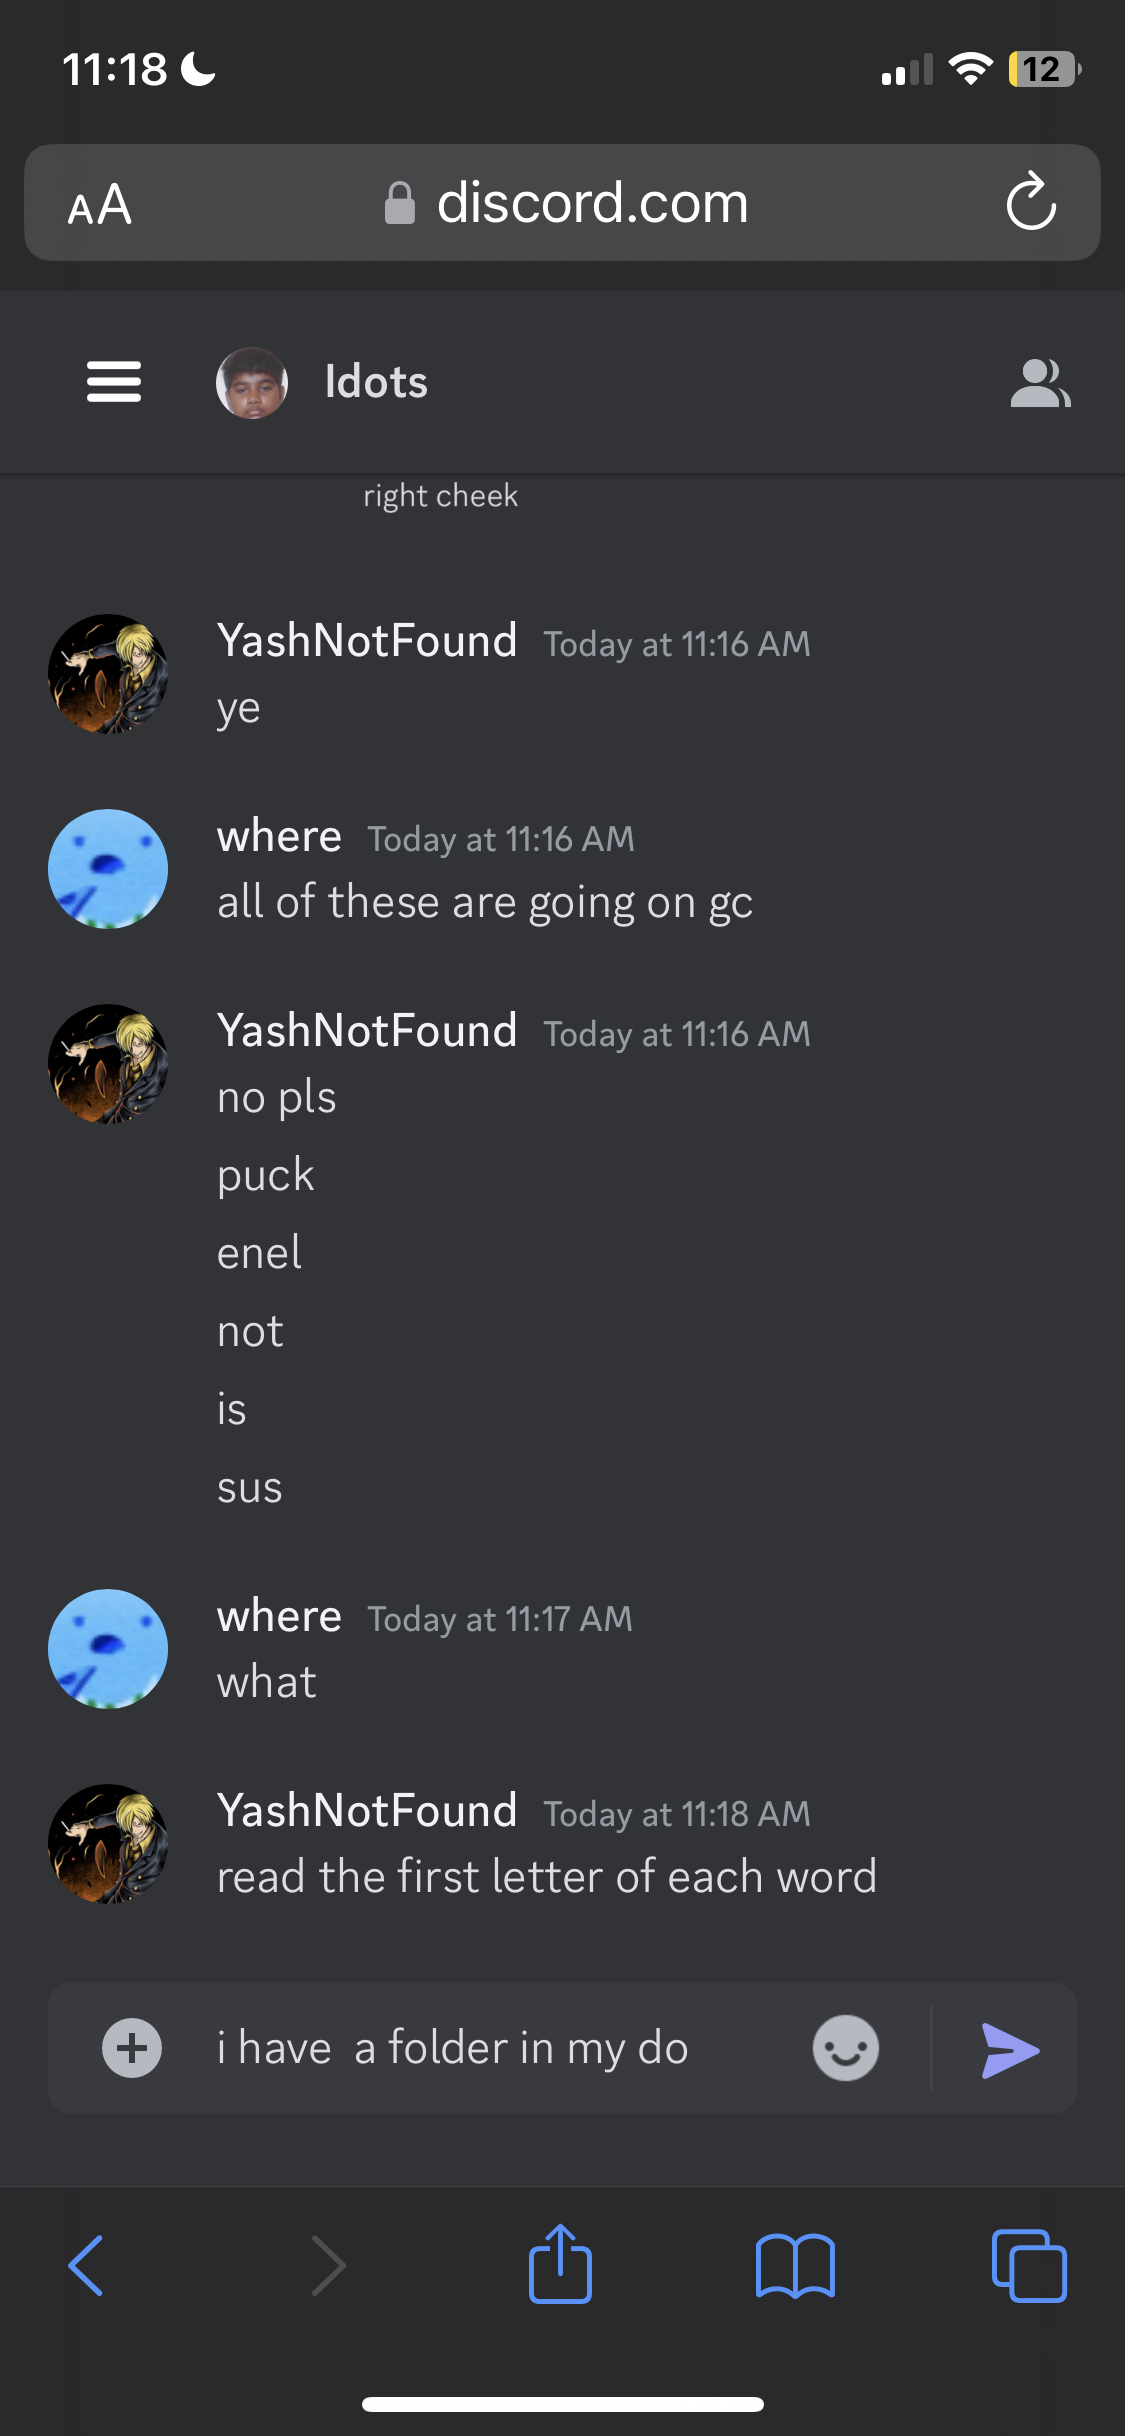 11:18
12
AA discord.com
Idots
right cheek
YashNotFound Today at 11:16 AM
ye
where Today at 11:16 AM
all of these are going on gc
YashNotFound Today at 11:16 AM
no pls
puck
enel
not
is
sus
where Today at 11:17 AM
what
YashNotFound Today at 11:18 AM
read the first letter of each word
i have  a folder in my do